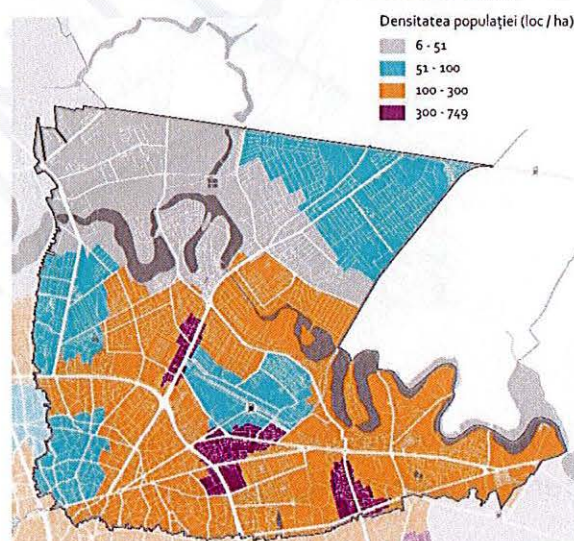 Densitatea populației (loc / ha)
6 - 51
51 - 100
100 - 300
300 - 749